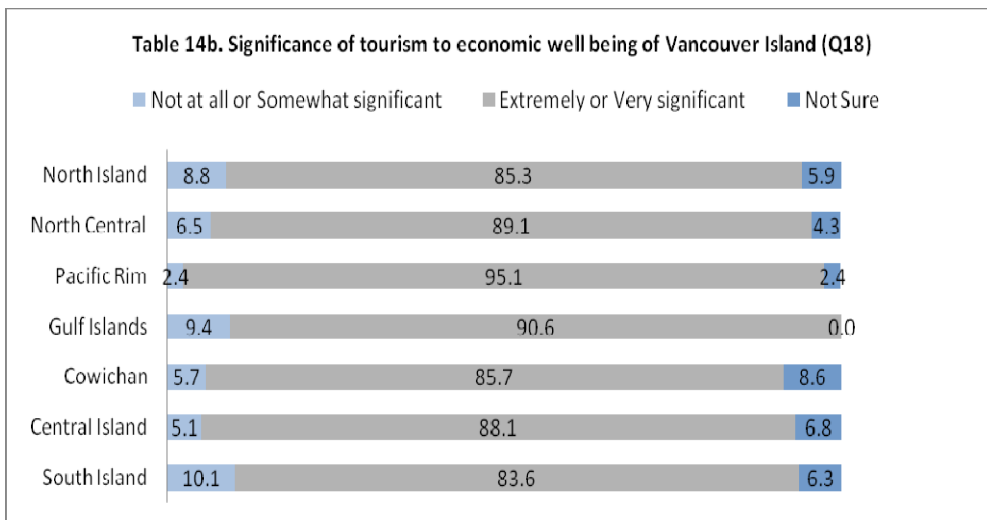 Table 14b. Significance of tourism to economic well being of Vancouver Island (Q18)
Not at all or Somewhat significant Extremely or Very significant Not Sure
North Island 8.8 85.3 5.9
North Central 6.5 89.1 4.3
Pacific Rim 2.4 95.1 2.4
Gulf Islands 9.4 90.6 0.0
Cowichan 5.7 85.7 8.6
Central Island 5.1 88.1 6.8
South Island 10.1 83.6 6.3